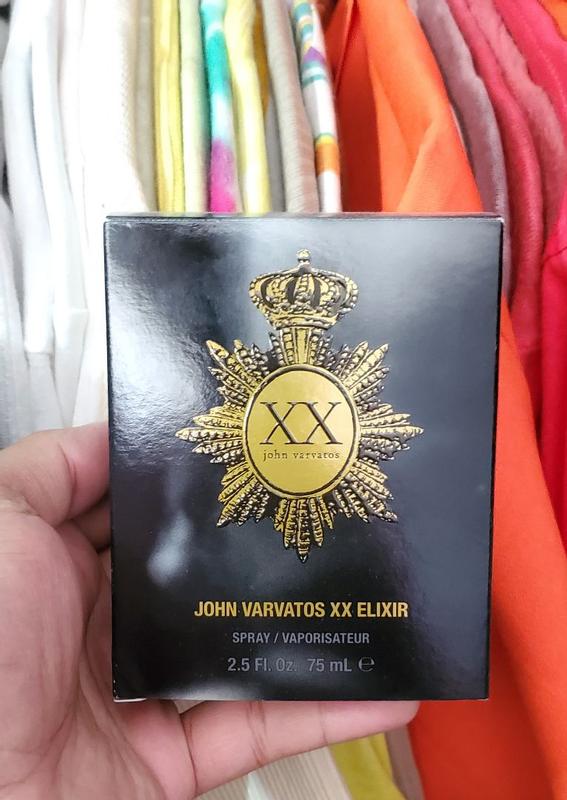 XX
john varvatos
JOHN VARVATOS XX ELIXIR
SPRAY / VAPORISATEUR
2.5 Fl. Oz. 75 mL ℮